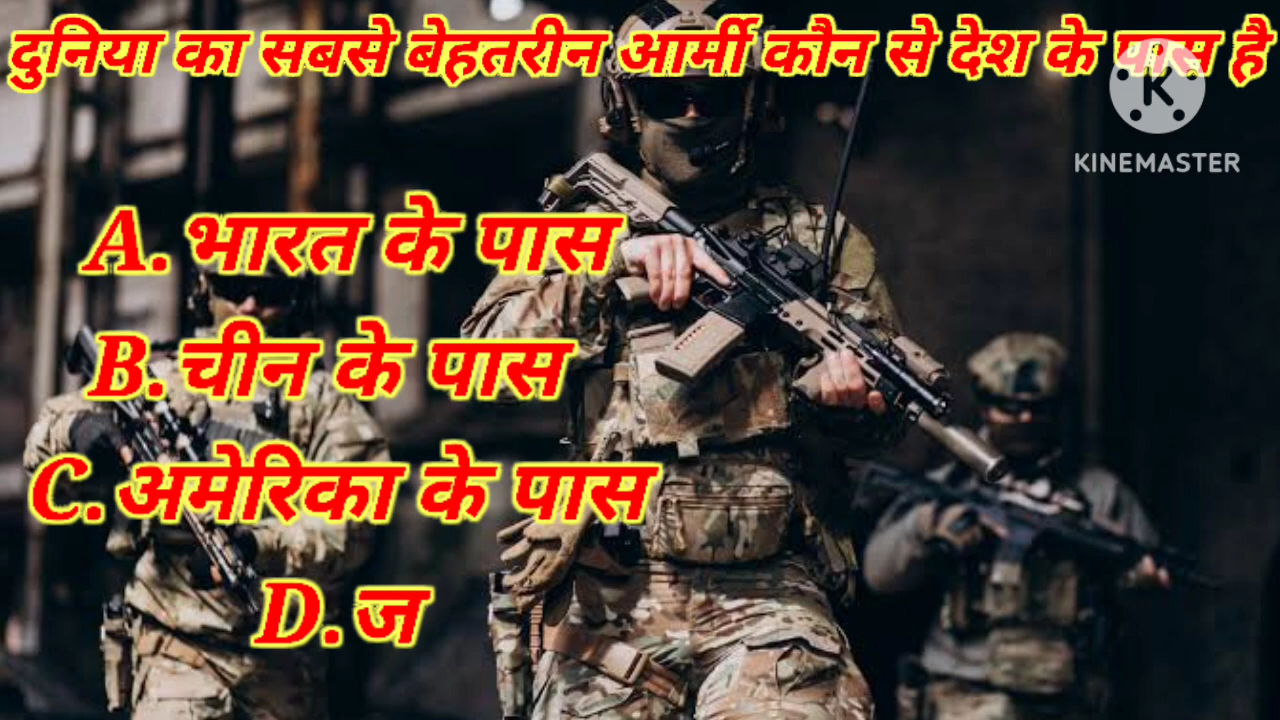 दुनिया का सबसे बेहतरीन आर्मी कौन से देश के पास है
K
KINEMASTER
A. भारत के पास
B. चीन के पास
C. अमेरिका के पास
D. ज